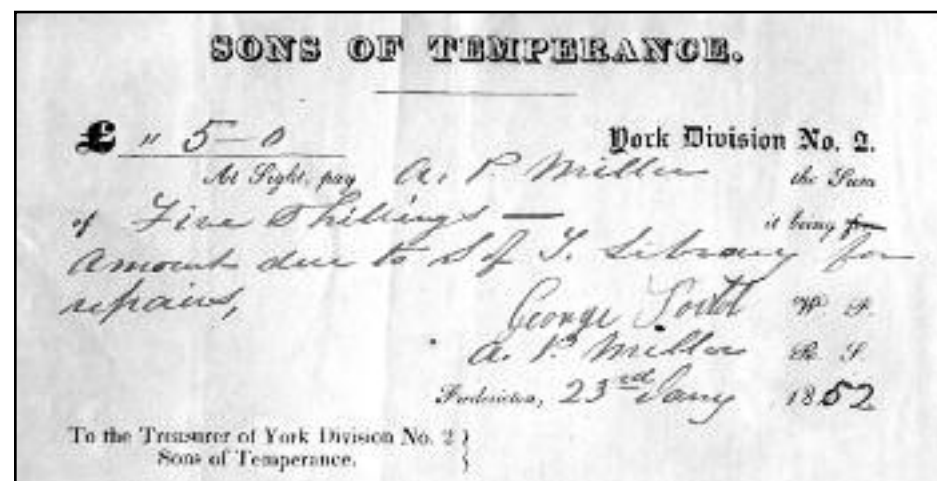 SONS OF TEMPERANCE.
£ " 5-0 York Division No. 2.
At Sight, pay A. P. Miller the Sum
of Five Shillings — it being for
amount due to S of T. Library for
repairs,
George Todd W. P.
A. P. Miller R. S.
Fredericton, 23rd Jany 1852
To the Treasurer of York Division No. 2 }
Sons of Temperance.